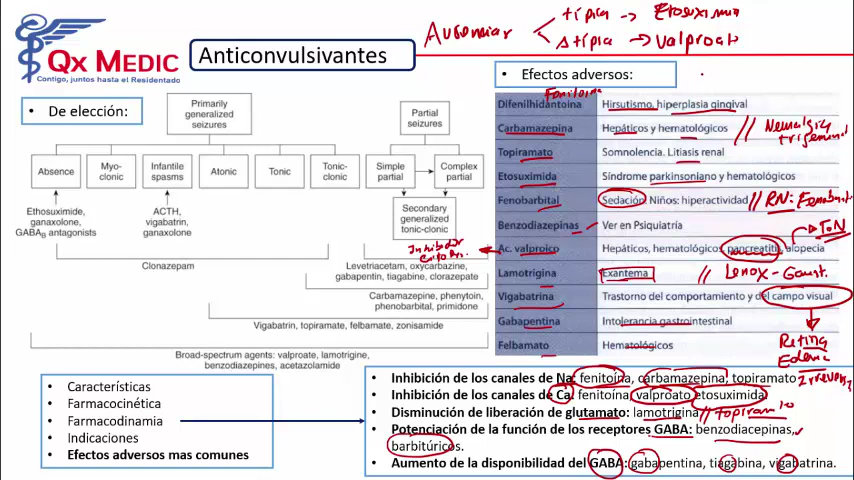 QX MEDIC
Contigo, juntos hasta el Residentado
Anticonvulsivantes
Ausencias
típica → Etosuximida
Atípica → Valproato
• De elección:
• Efectos adversos:
Primarily generalized seizures
Partial seizures
Absence
Myo-clonic
Infantile spasms
Atonic
Tonic
Tonic-clonic
Simple partial
Complex partial
Secondary generalized tonic-clonic
Ethosuximide, ganaxolone, GABAB antagonists
ACTH, vigabatrin, ganaxolone
Clonazepam
Levetriacetam, oxycarbazine, gabapentin, tiagabine, clorazepate
Carbamazepine, phenytoin, phenobarbital, primidone
Vigabatrin, topiramate, felbamate, zonisamide
Broad-spectrum agents: valproate, lamotrigine, benzodiazepines, acetazolamide
Fenitoína
Difenilhidantoina Hirsutismo, hiperplasia gingival
Carbamazepina Hepáticos y hematológicos
// Neuralgia trigeminal
Topiramato Somnolencia. Litiasis renal
Etosuximida Síndrome parkinsoniano y hematológicos
Fenobarbital Sedación. Niños: hiperactividad
// RN: Fenobarbit
Benzodiazepinas Ver en Psiquiatría
Ac. valproico Hepáticos, hematológicos, pancreatitis, alopecia
→ TGN
Inhibidor
Lamotrigina Exantema
// Lenox - Gaust.
Vigabatrina Trastorno del comportamiento y del campo visual
Gabapentina Intolerancia gastrointestinal
Felbamato Hematológicos
Retina
Edema
Irrevers
• Características
• Farmacocinética
• Farmacodinamia
• Indicaciones
• Efectos adversos mas comunes
• Inhibición de los canales de Na: fenitoína, carbamazepina, topiramato
• Inhibición de los canales de Ca: fenitoína, valproato, etosuximida.
• Disminución de liberación de glutamato: lamotrigina // topiramato
• Potenciación de la función de los receptores GABA: benzodiacepinas,
barbitúricos.
• Aumento de la disponibilidad del GABA: gabapentina, tiagabina, vigabatrina.